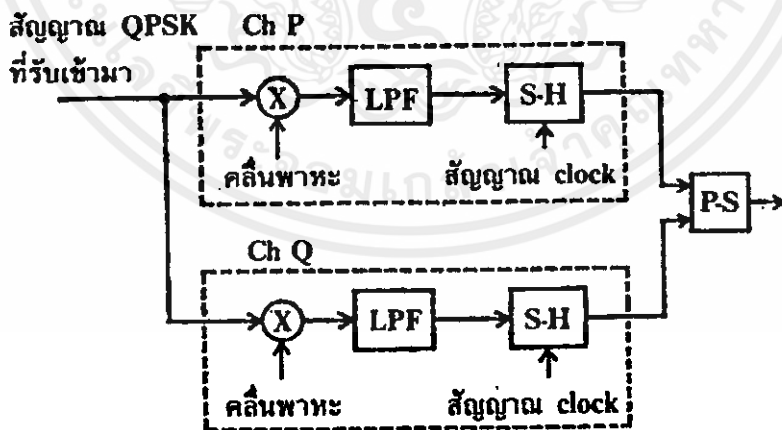 สัญญาณ QPSK
ที่รับเข้ามา
Ch P
X
LPF
S-H
คลื่นพาหะ
สัญญาณ clock
P-S
Ch Q
X
LPF
S-H
คลื่นพาหะ
สัญญาณ clock